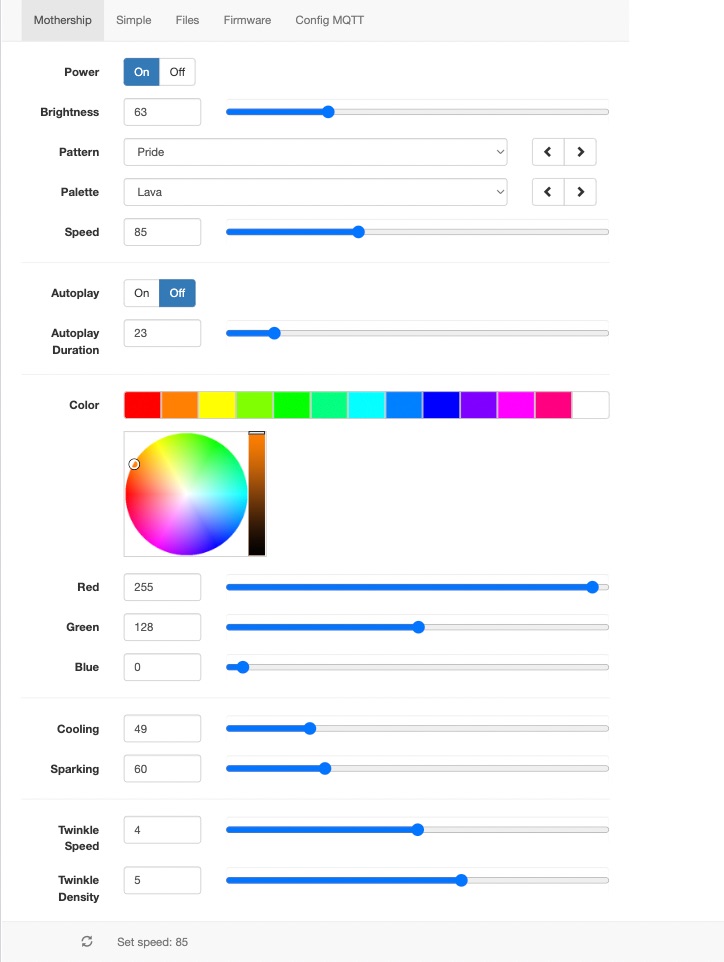 Mothership Simple Files Firmware Config MQTT
Power On Off
Brightness 63
Pattern Pride
Palette Lava
Speed 85
Autoplay On Off
Autoplay 23
Duration
Color
Red 255
Green 128
Blue 0
Cooling 49
Sparking 60
Twinkle 4
Speed
Twinkle 5
Density
Set speed: 85